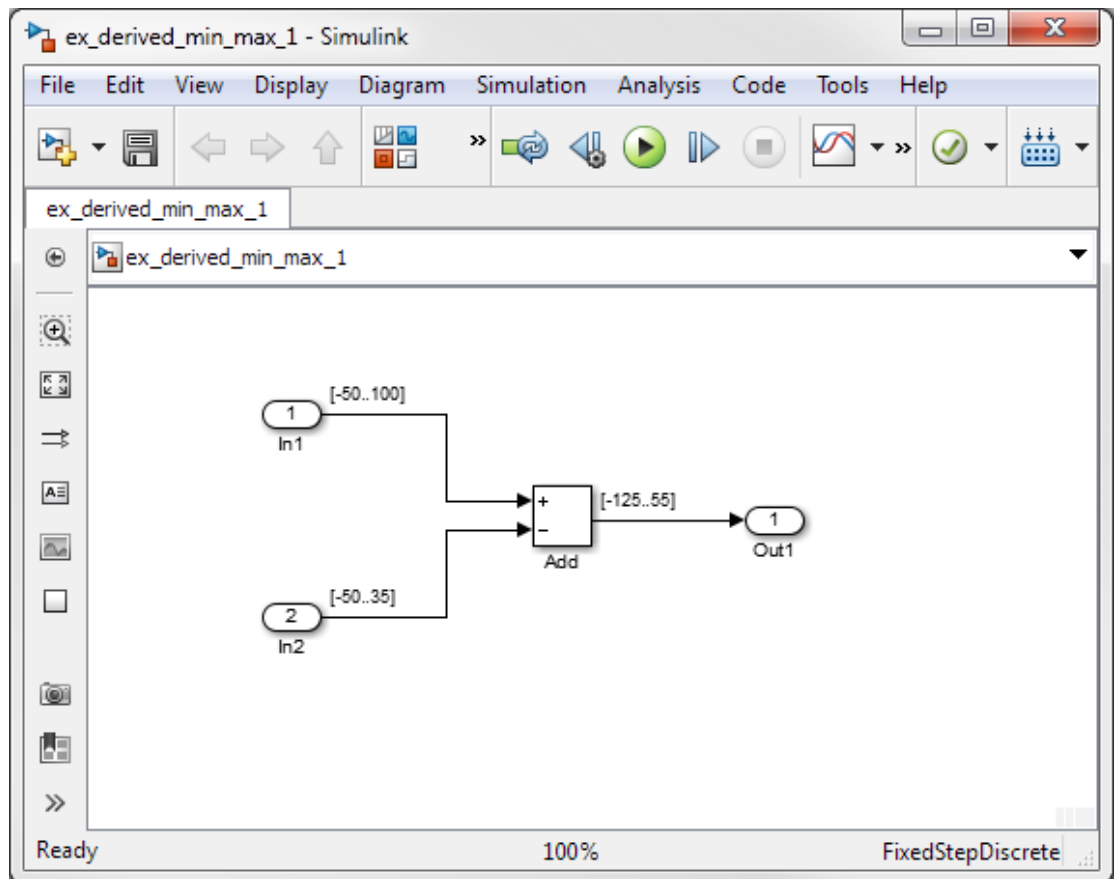 ex_derived_min_max_1 - Simulink
File Edit View Display Diagram Simulation Analysis Code Tools Help
ex_derived_min_max_1
ex_derived_min_max_1
[-50..100]
1
In1
+
[-125..55]
−
1
Add
Out1
[-50..35]
2
In2
Ready 100% FixedStepDiscrete